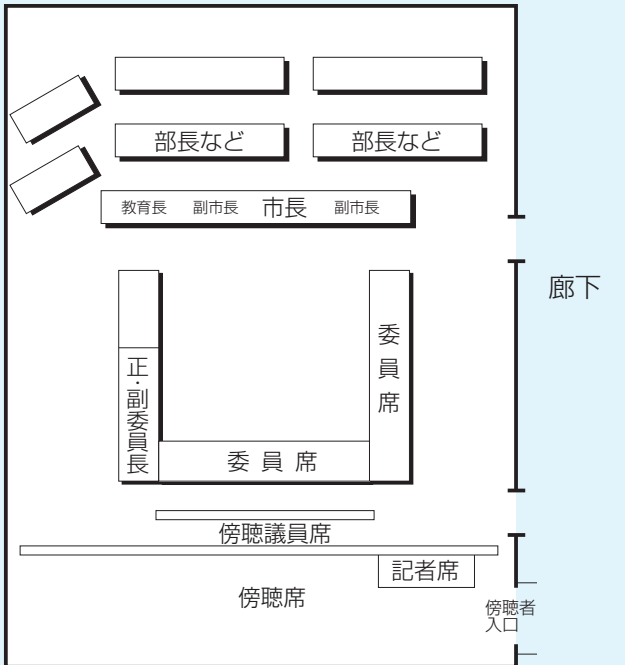 部長など
部長など
教育長 副市長 市長 副市長
廊下
正・副委員長
委員席
委員席
傍聴議員席
記者席
傍聴席
傍聴者
入口